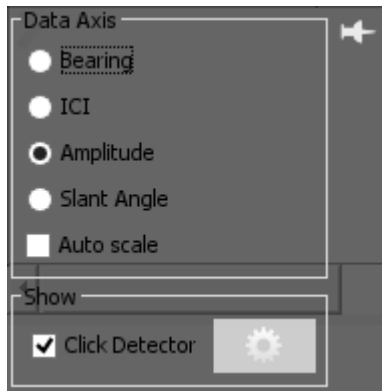 Data Axis
Bearing
ICI
Amplitude
Slant Angle
Auto scale
Show
Click Detector